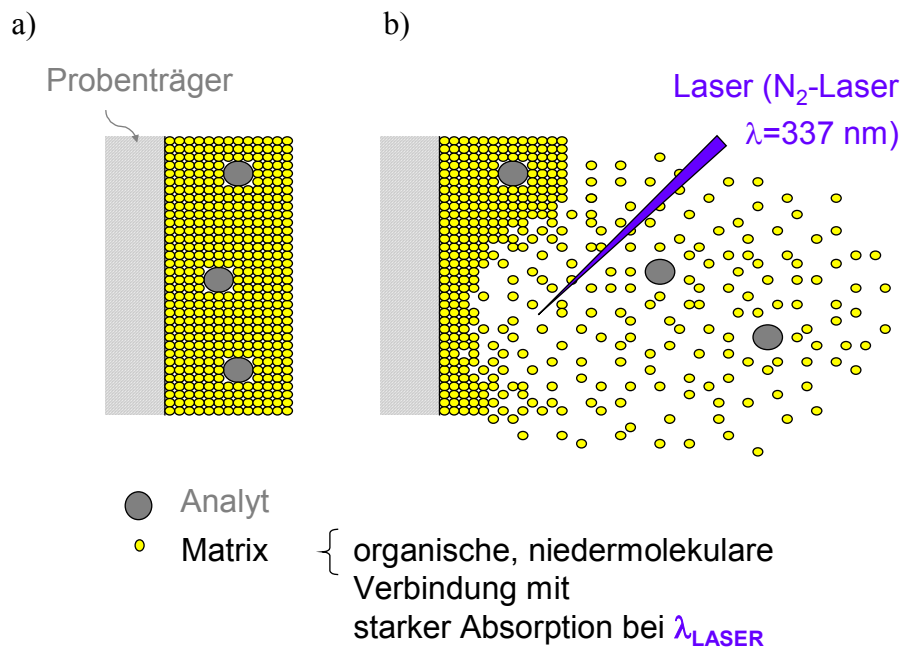 a)
b)
Probenträger
Laser (N₂-Laser
λ=337 nm)
Analyt
Matrix { organische, niedermolekulare
Verbindung mit
starker Absorption bei λLASER